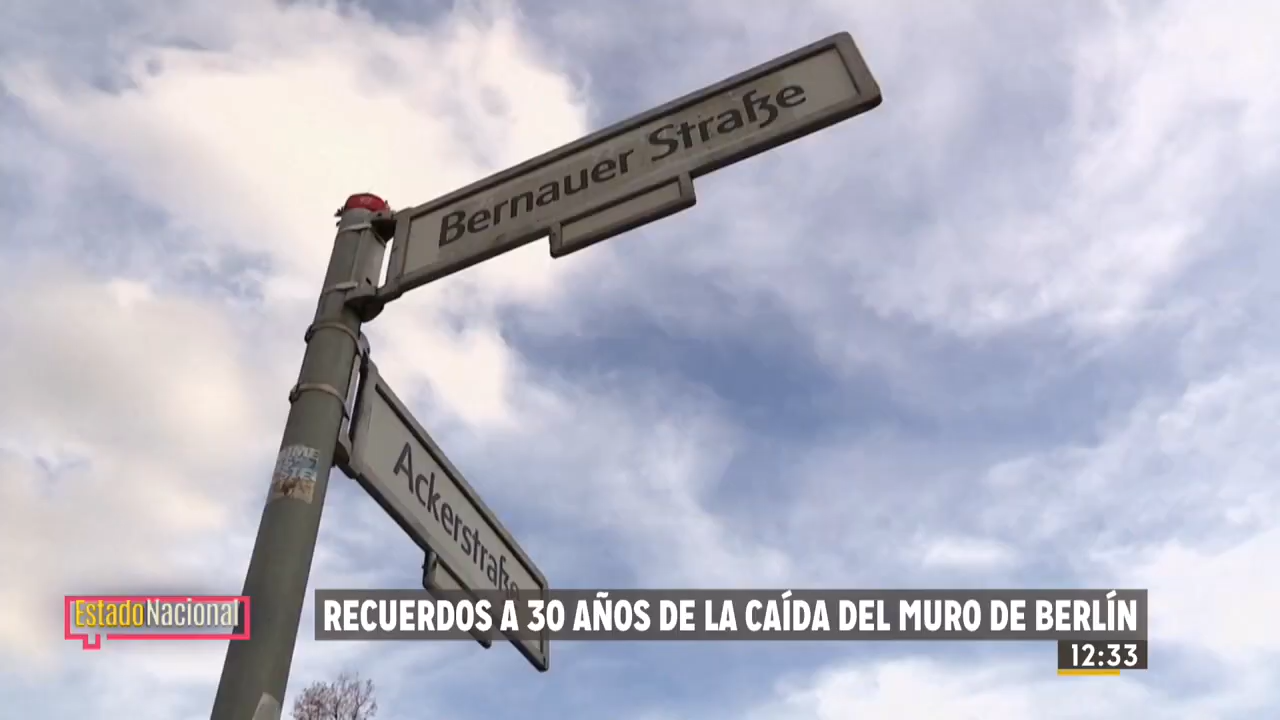 Bernauer Straße
Ackerstraße
EstadoNacional
RECUERDOS A 30 AÑOS DE LA CAÍDA DEL MURO DE BERLÍN
12:33